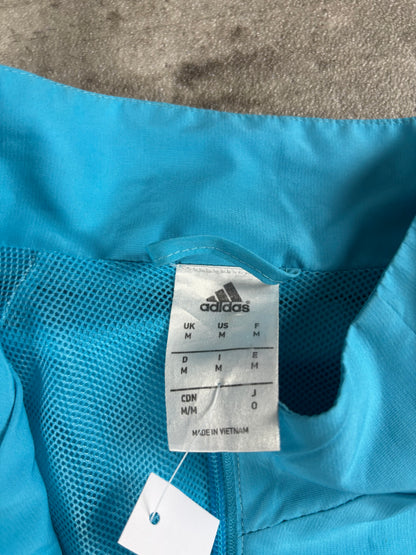 adidas
UK US F
M M M
D I E
M M M
CDN J
M/M O
MADE IN VIETNAM